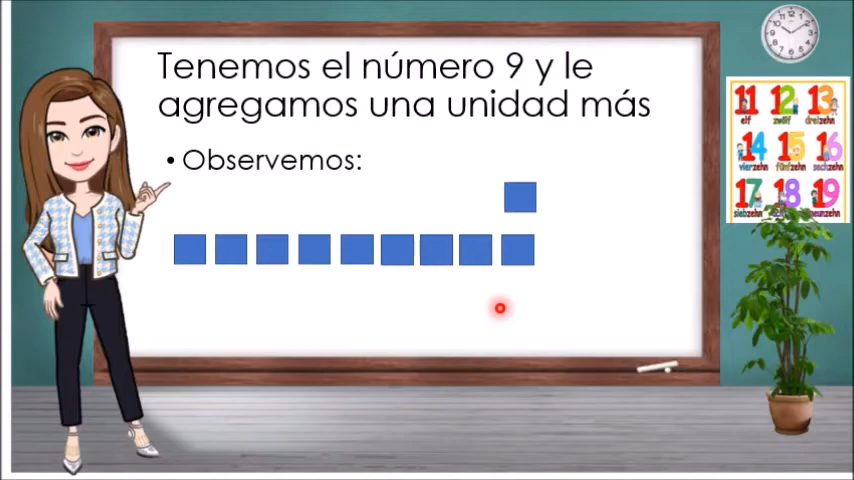 Tenemos el número 9 y le
agregamos una unidad más
• Observemos:
11 12 13
elf zwölf dreizehn
14 15 16
vierzehn fünfzehn sechzehn
17 18 19
siebzehn neunzehn